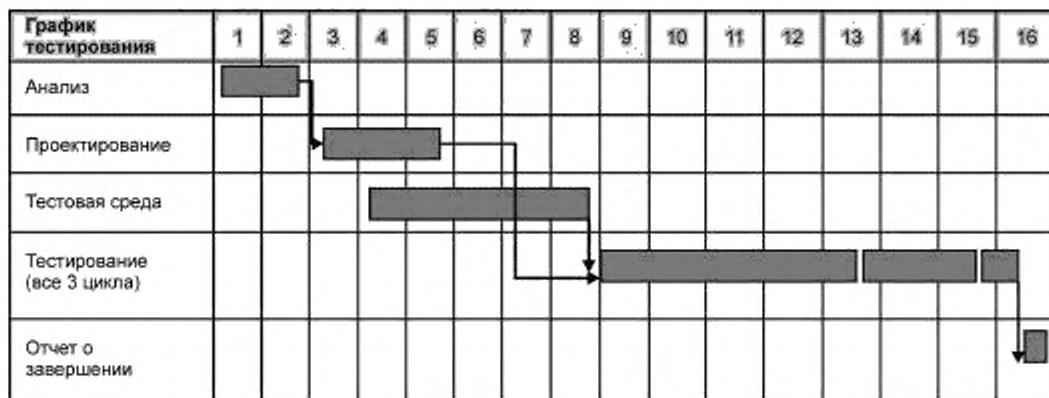 График
тестирования
1 2 3 4 5 6 7 8 9 10 11 12 13 14 15 16
Анализ
Проектирование
Тестовая среда
Тестирование
(все 3 цикла)
Отчет о
завершении